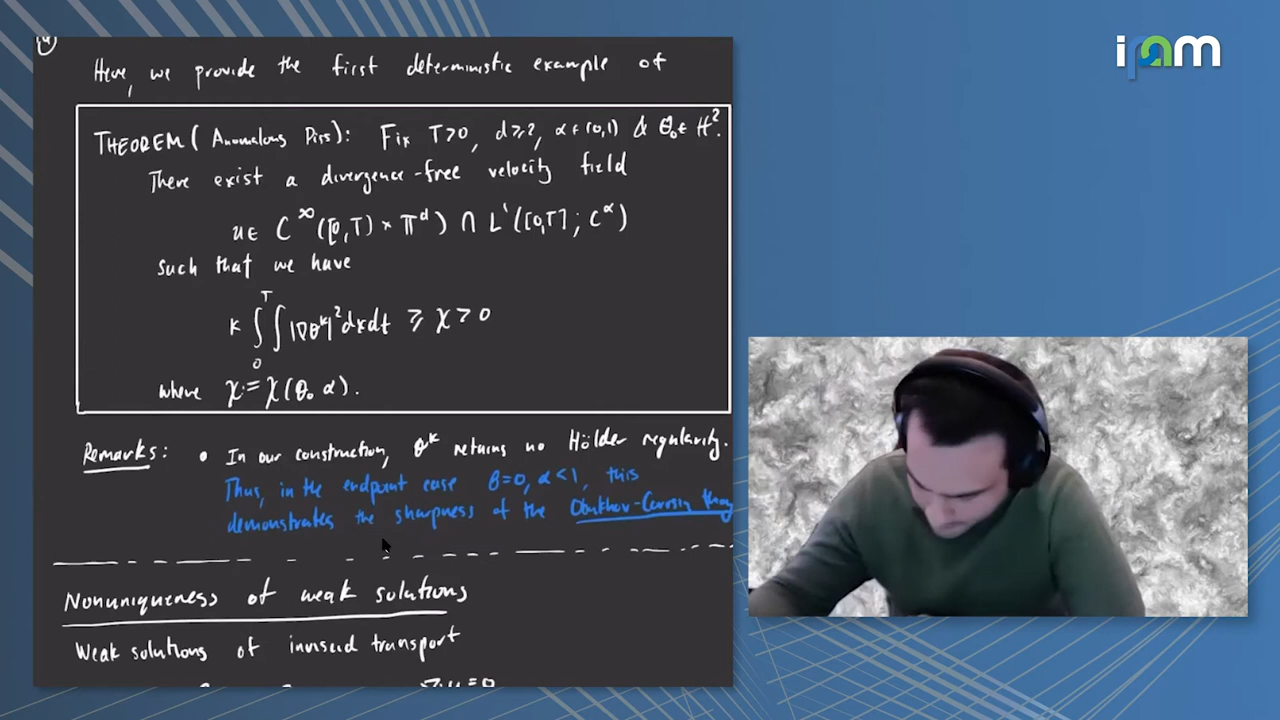 ipam
Here, we provide the first deterministic example of
THEOREM (Anomalous Diss): Fix T>0, d≥2, α∈(0,1) & θ₀∈ H².
There exist a divergence-free velocity field
u∈ C^∞([0,T) × 𝕋^d) ∩ L¹([0,T]; C^α)
such that we have
κ ∫₀ᵀ ∫ |∇θ^κ|² dx dt ≥ χ > 0
where χ := χ(θ₀, α).
Remarks: • In our construction, θ^κ retains no Hölder regularity.
Thus, in the endpoint case β=0, α<1, this
demonstrates the sharpness of the Obukhov-Corrsin
Nonuniqueness of weak solutions
Weak solutions of inviscid transport